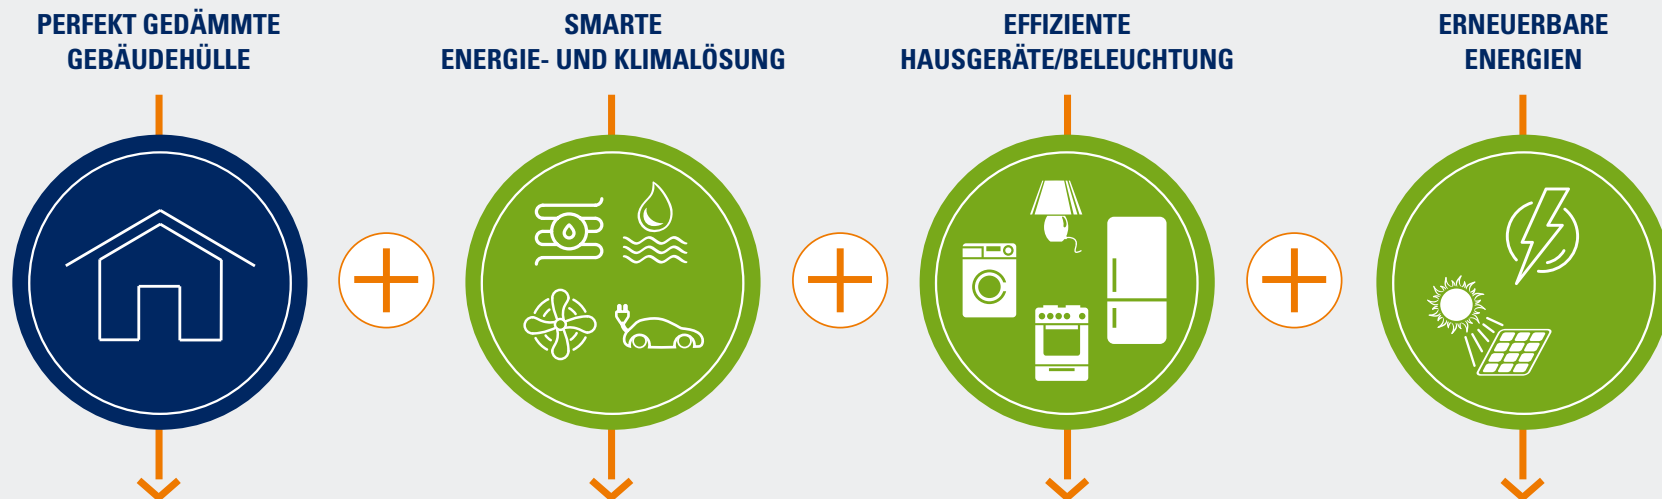 PERFEKT GEDÄMMTE
GEBÄUDEHÜLLE
SMARTE
ENERGIE- UND KLIMALÖSUNG
EFFIZIENTE
HAUSGERÄTE/BELEUCHTUNG
ERNEUERBARE
ENERGIEN